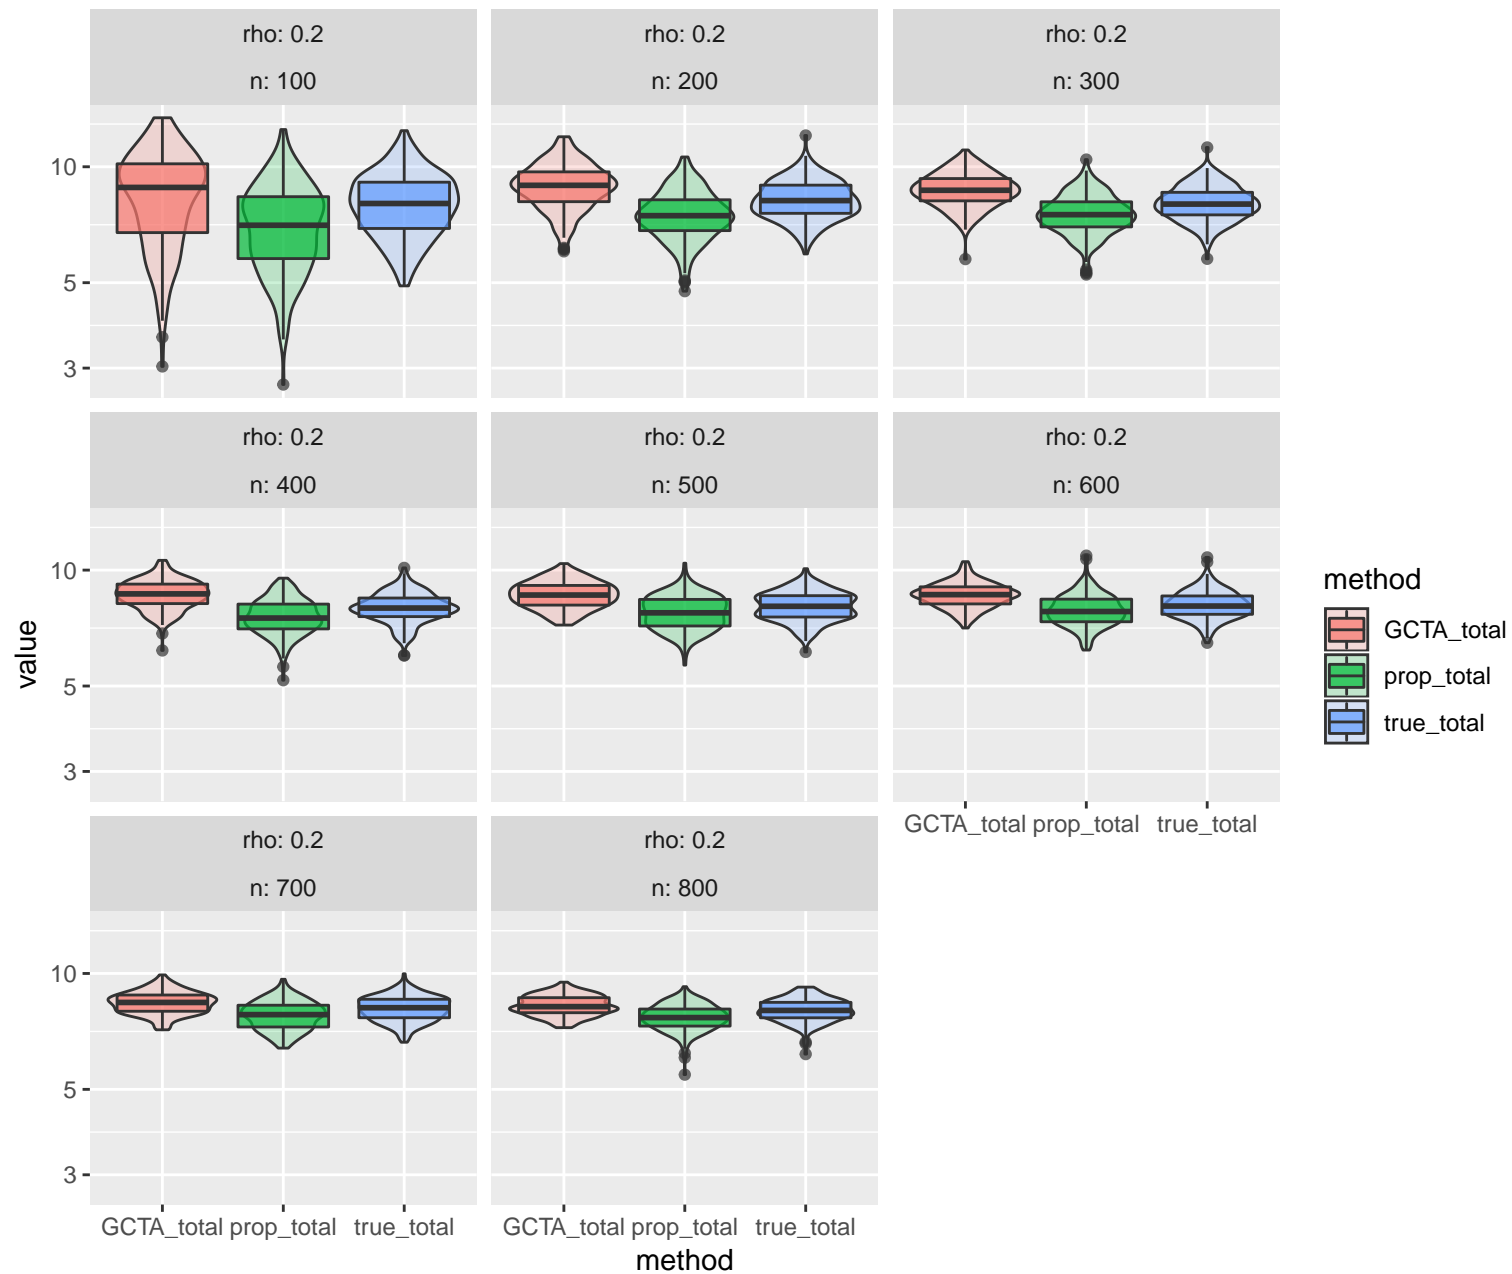 rho: 0.2
rho: 0.2
rho: 0.2
n: 100
n: 200
n: 300
10
5
3
rho: 0.2
rho: 0.2
rho: 0.2
n: 400
n: 500
n: 600
10
5
3
GCTA_total prop_total true_total
rho: 0.2
rho: 0.2
n: 700
n: 800
10
5
3
GCTA_total prop_total true_total
GCTA_total prop_total true_total
method
value
method
GCTA_total
prop_total
true_total